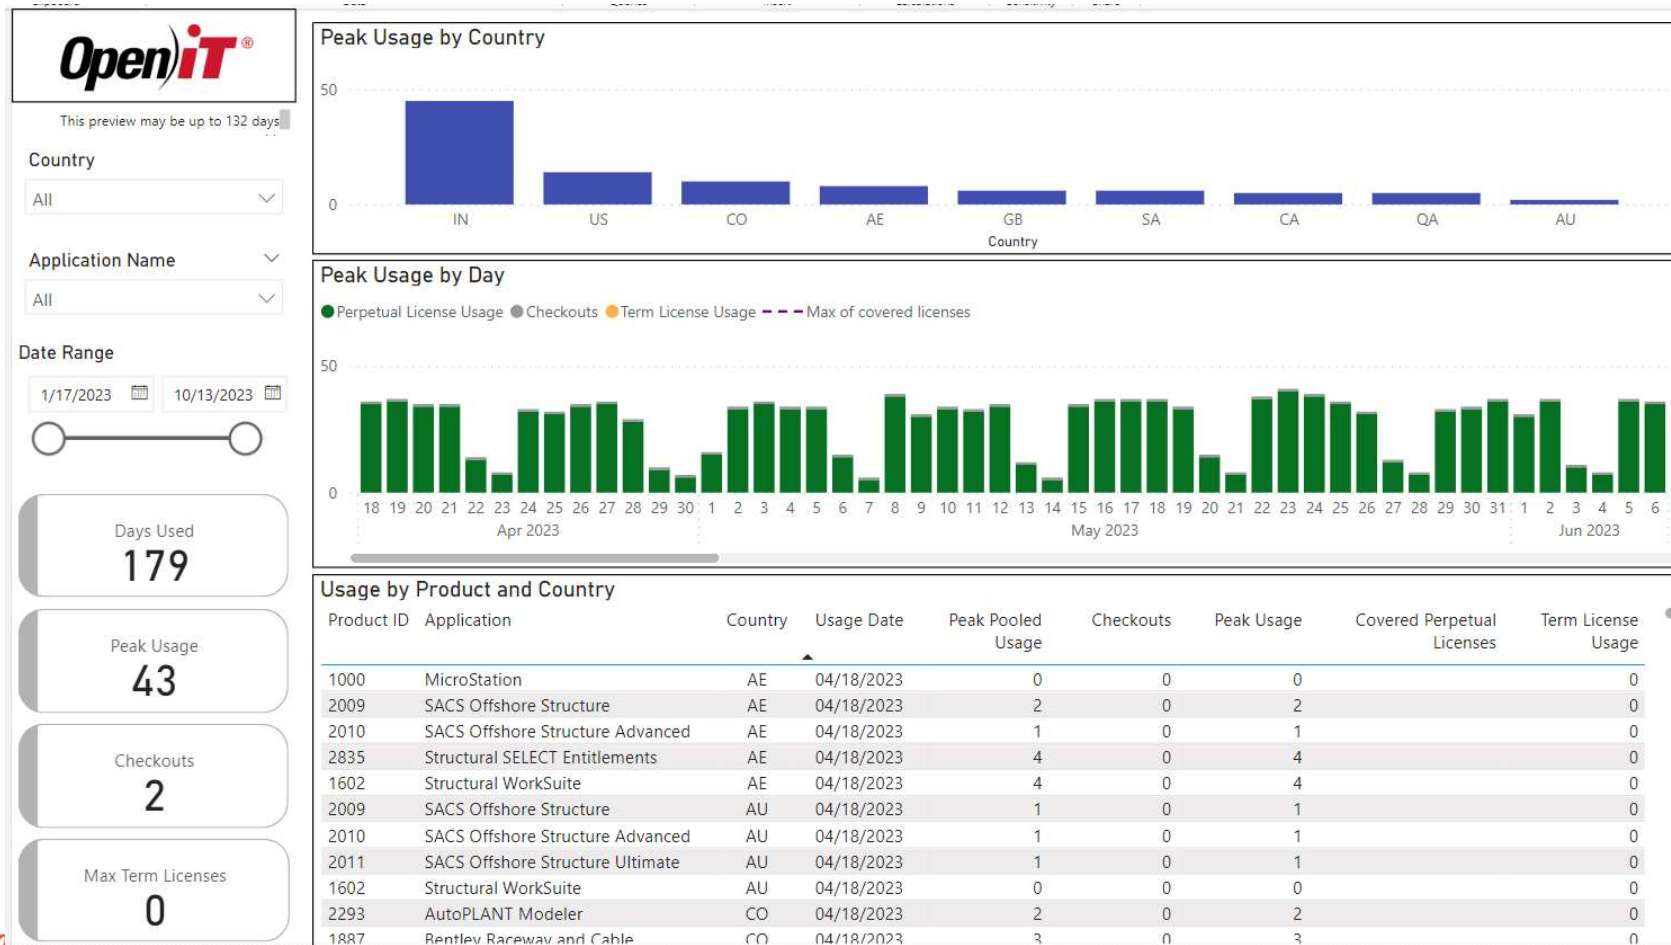 OpeniT®
This preview may be up to 132 days
Country
All
Application Name
All
Date Range
1/17/2023 10/13/2023
Days Used
179
Peak Usage
43
Checkouts
2
Max Term Licenses
0
Peak Usage by Country
50
0
IN US CO AE GB SA CA QA AU
Country
Peak Usage by Day
Perpetual License Usage Checkouts Term License Usage Max of covered licenses
50
0
18 19 20 21 22 23 24 25 26 27 28 29 30 1 2 3 4 5 6 7 8 9 10 11 12 13 14 15 16 17 18 19 20 21 22 23 24 25 26 27 28 29 30 31 1 2 3 4 5 6
Apr 2023 May 2023 Jun 2023
Usage by Product and Country
Product ID Application Country Usage Date Peak Pooled Usage Checkouts Peak Usage Covered Perpetual Licenses Term License Usage
1000 MicroStation AE 04/18/2023 0 0 0 0
2009 SACS Offshore Structure AE 04/18/2023 2 0 2 0
2010 SACS Offshore Structure Advanced AE 04/18/2023 1 0 1 0
2835 Structural SELECT Entitlements AE 04/18/2023 4 0 4 0
1602 Structural WorkSuite AE 04/18/2023 4 0 4 0
2009 SACS Offshore Structure AU 04/18/2023 1 0 1 0
2010 SACS Offshore Structure Advanced AU 04/18/2023 1 0 1 0
2011 SACS Offshore Structure Ultimate AU 04/18/2023 1 0 1 0
1602 Structural WorkSuite AU 04/18/2023 0 0 0 0
2293 AutoPLANT Modeler CO 04/18/2023 2 0 2 0
1887 Bentley Raceway and Cable CO 04/18/2023 3 0 3 0